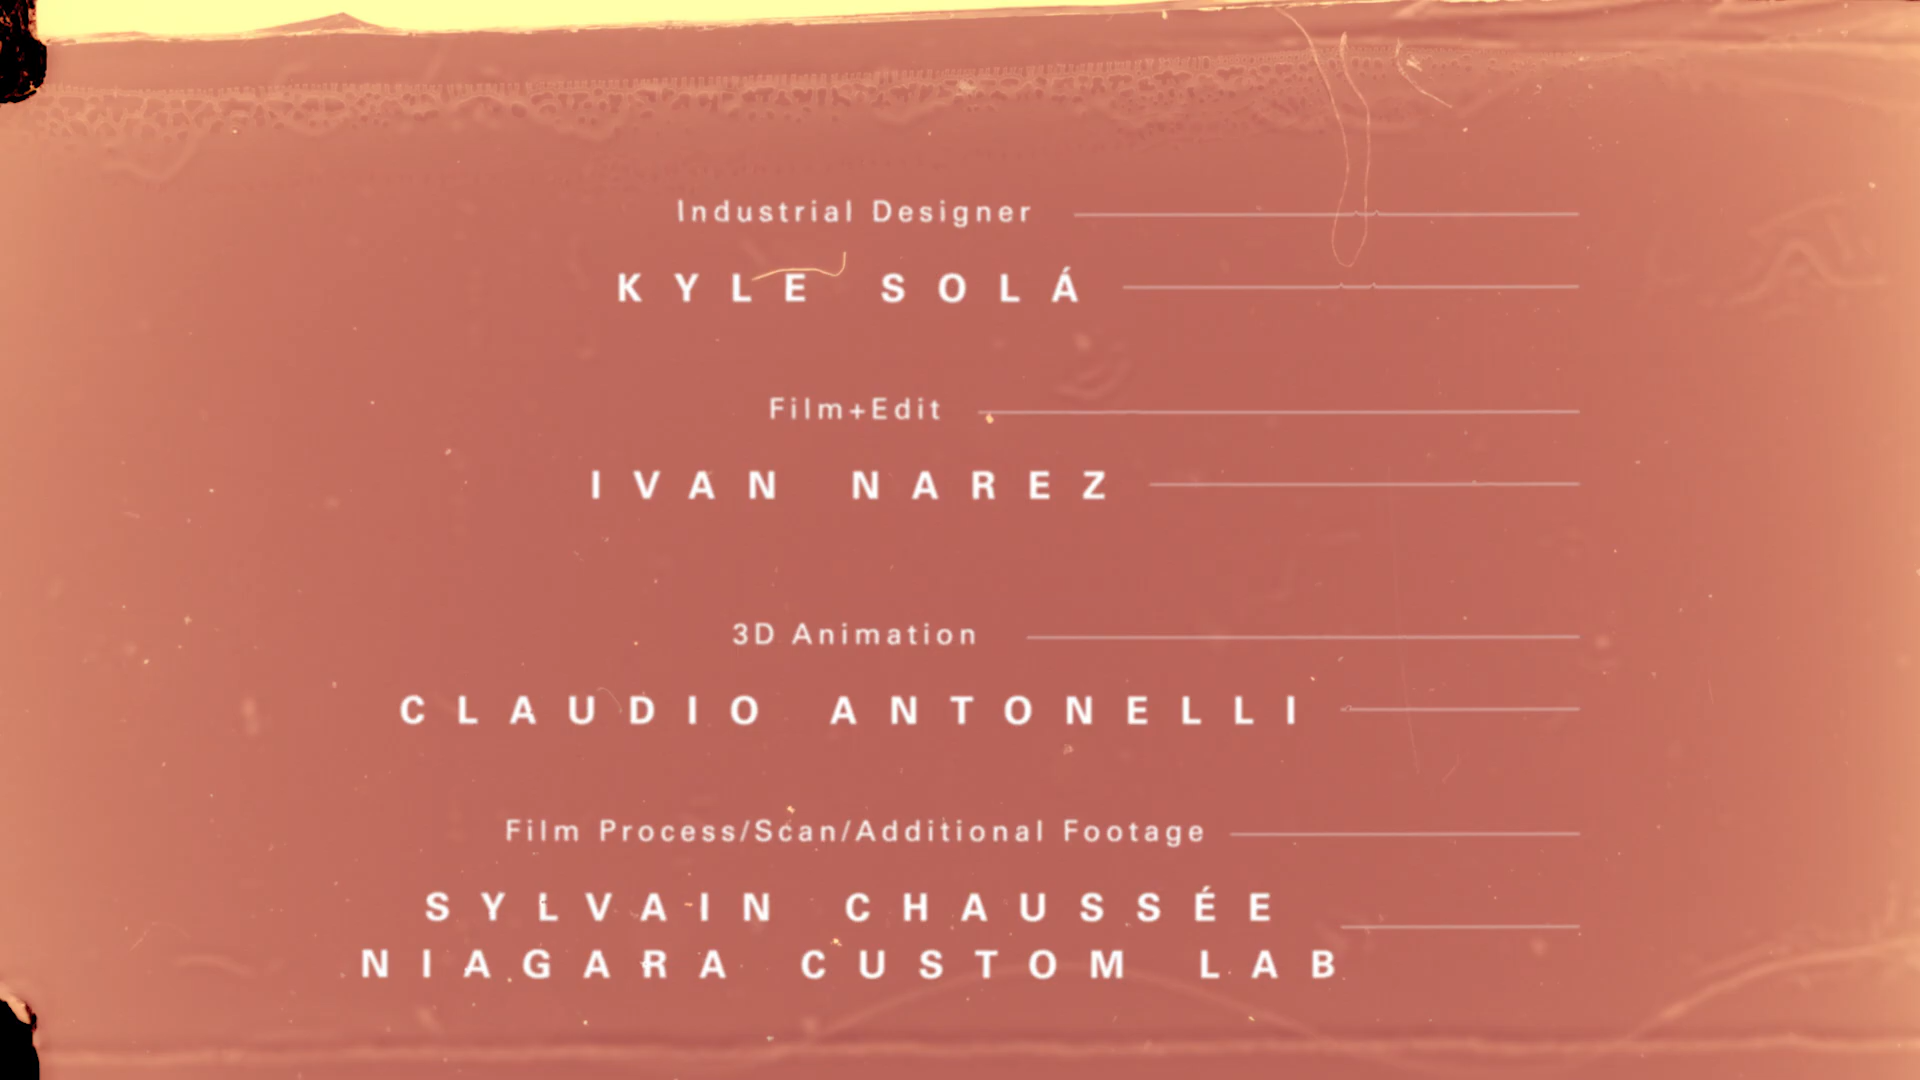 Industrial Designer
KYLE SOLÁ
Film+Edit
IVAN NAREZ
3D Animation
CLAUDIO ANTONELLI
Film Process/Scan/Additional Footage
SYLVAIN CHAUSSÉE
NIAGARA CUSTOM LAB